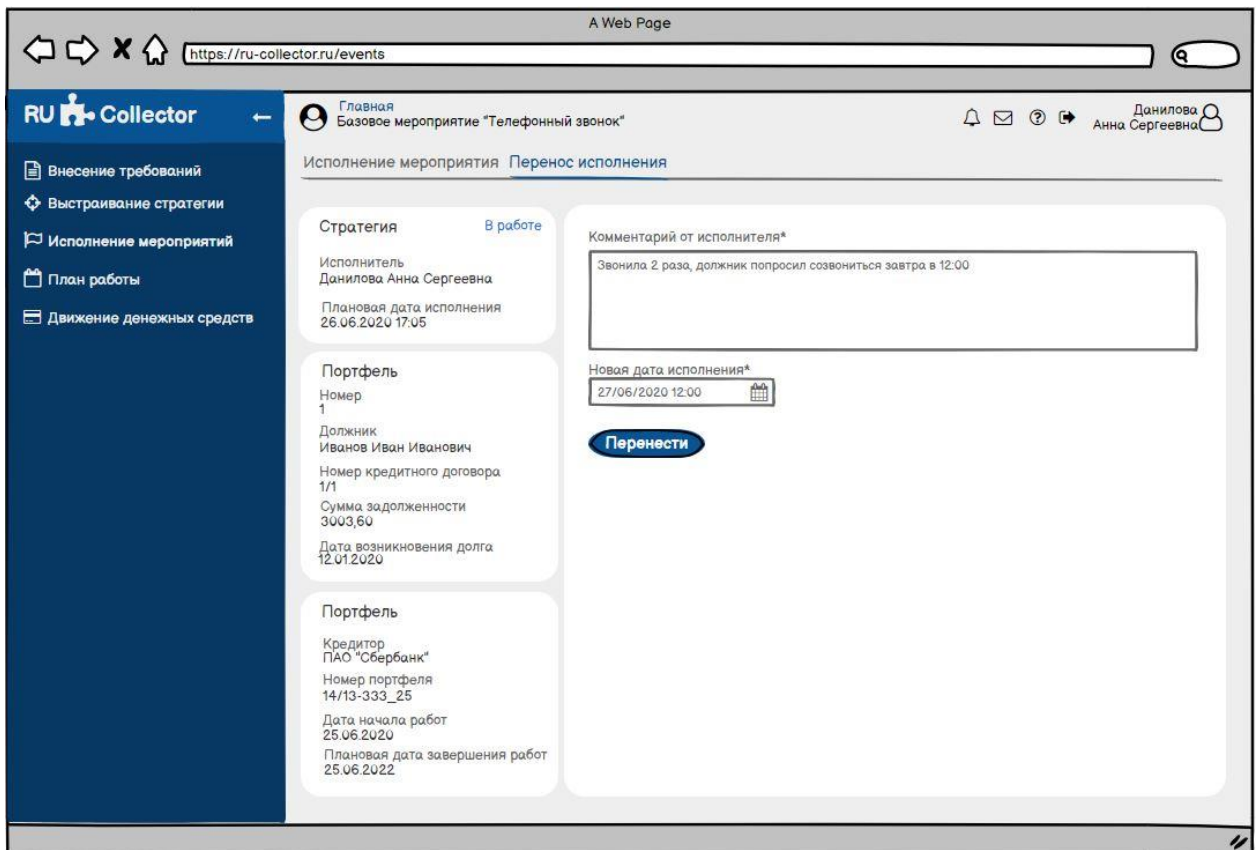 A Web Page
https://ru-collector.ru/events
RU Collector
Внесение требований
Выстраивание стратегии
Исполнение мероприятий
План работы
Движение денежных средств
Главная
Базовое мероприятие "Телефонный звонок"
Данилова
Анна Сергеевна
Исполнение мероприятия Перенос исполнения
Стратегия В работе
Исполнитель
Данилова Анна Сергеевна
Плановая дата исполнения
26.06.2020 17:05
Портфель
Номер
1
Должник
Иванов Иван Иванович
Номер кредитного договора
1/1
Сумма задолженности
3003,60
Дата возникновения долга
12.01.2020
Портфель
Кредитор
ПАО "Сбербанк"
Номер портфеля
14/13-333_25
Дата начала работ
25.06.2020
Плановая дата завершения работ
25.06.2022
Комментарий от исполнителя*
Звонила 2 раза, должник попросил созвониться завтра в 12:00
Новая дата исполнения*
27/06/2020 12:00
Перенести